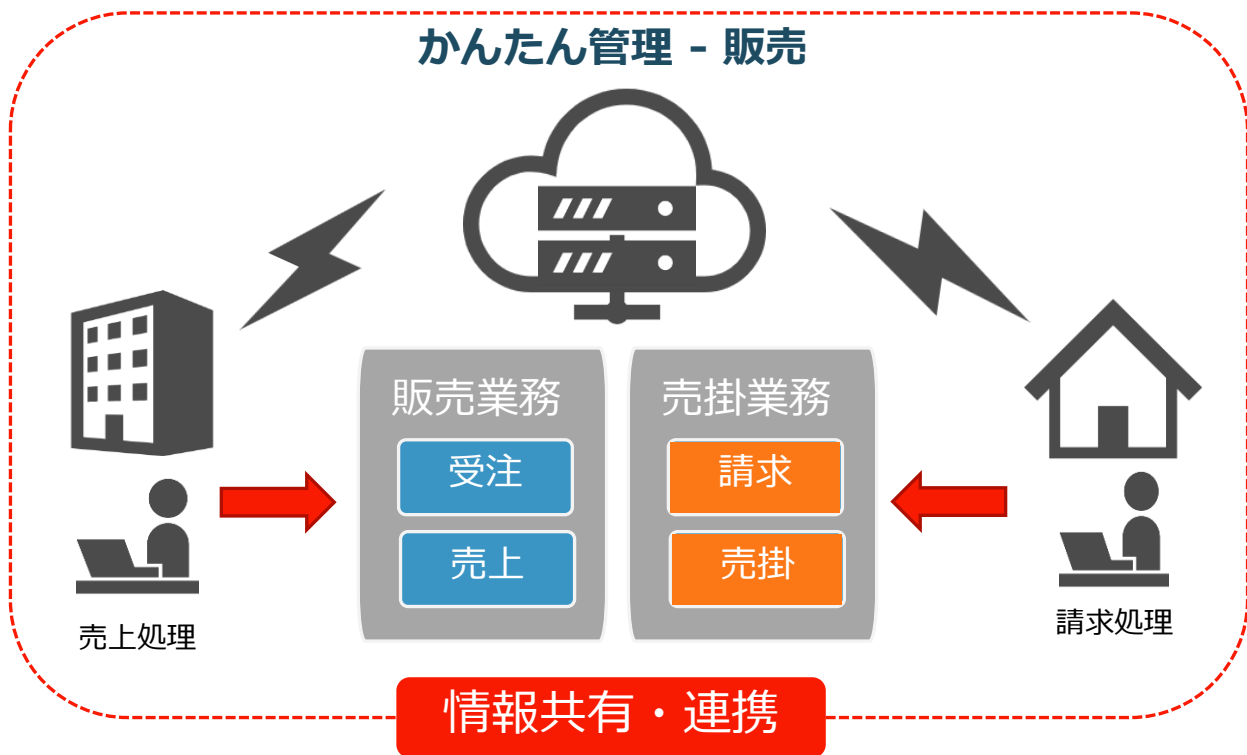 かんたん管理 - 販売
販売業務
売掛業務
受注
請求
売上
売掛
売上処理
請求処理
情報共有・連携